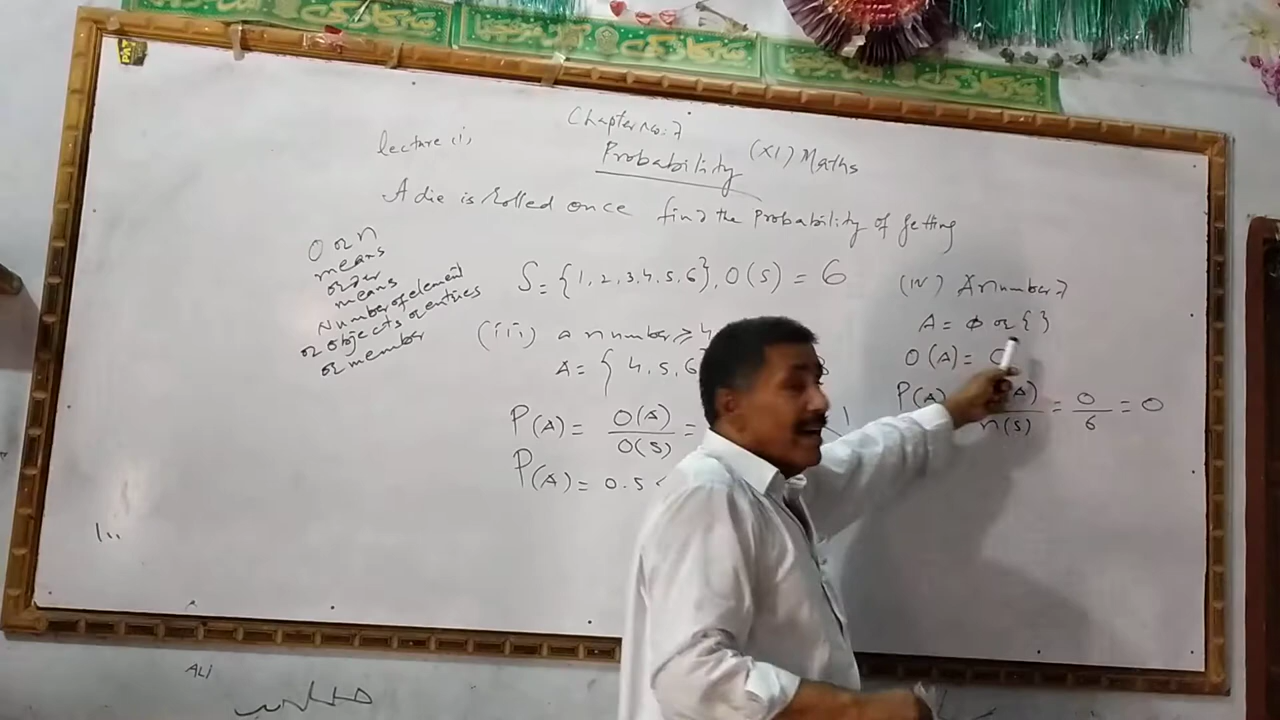 Chapter No: 7
lecture (1),
Probability (XI) Maths
A die is rolled once find the probability of getting
O or n
means
order
means
Number of element
or objects or entries
or member
S = {1, 2, 3, 4, 5, 6}, O(S) = 6
(iii) a number ≥ 4
A = { 4, 5, 6
P(A) = O(A)/O(S) =
P(A) = 0.5
(iv) A number 7
A = ϕ or { }
O(A) =
P(A) n(S) = 0/6 = 0
ALI